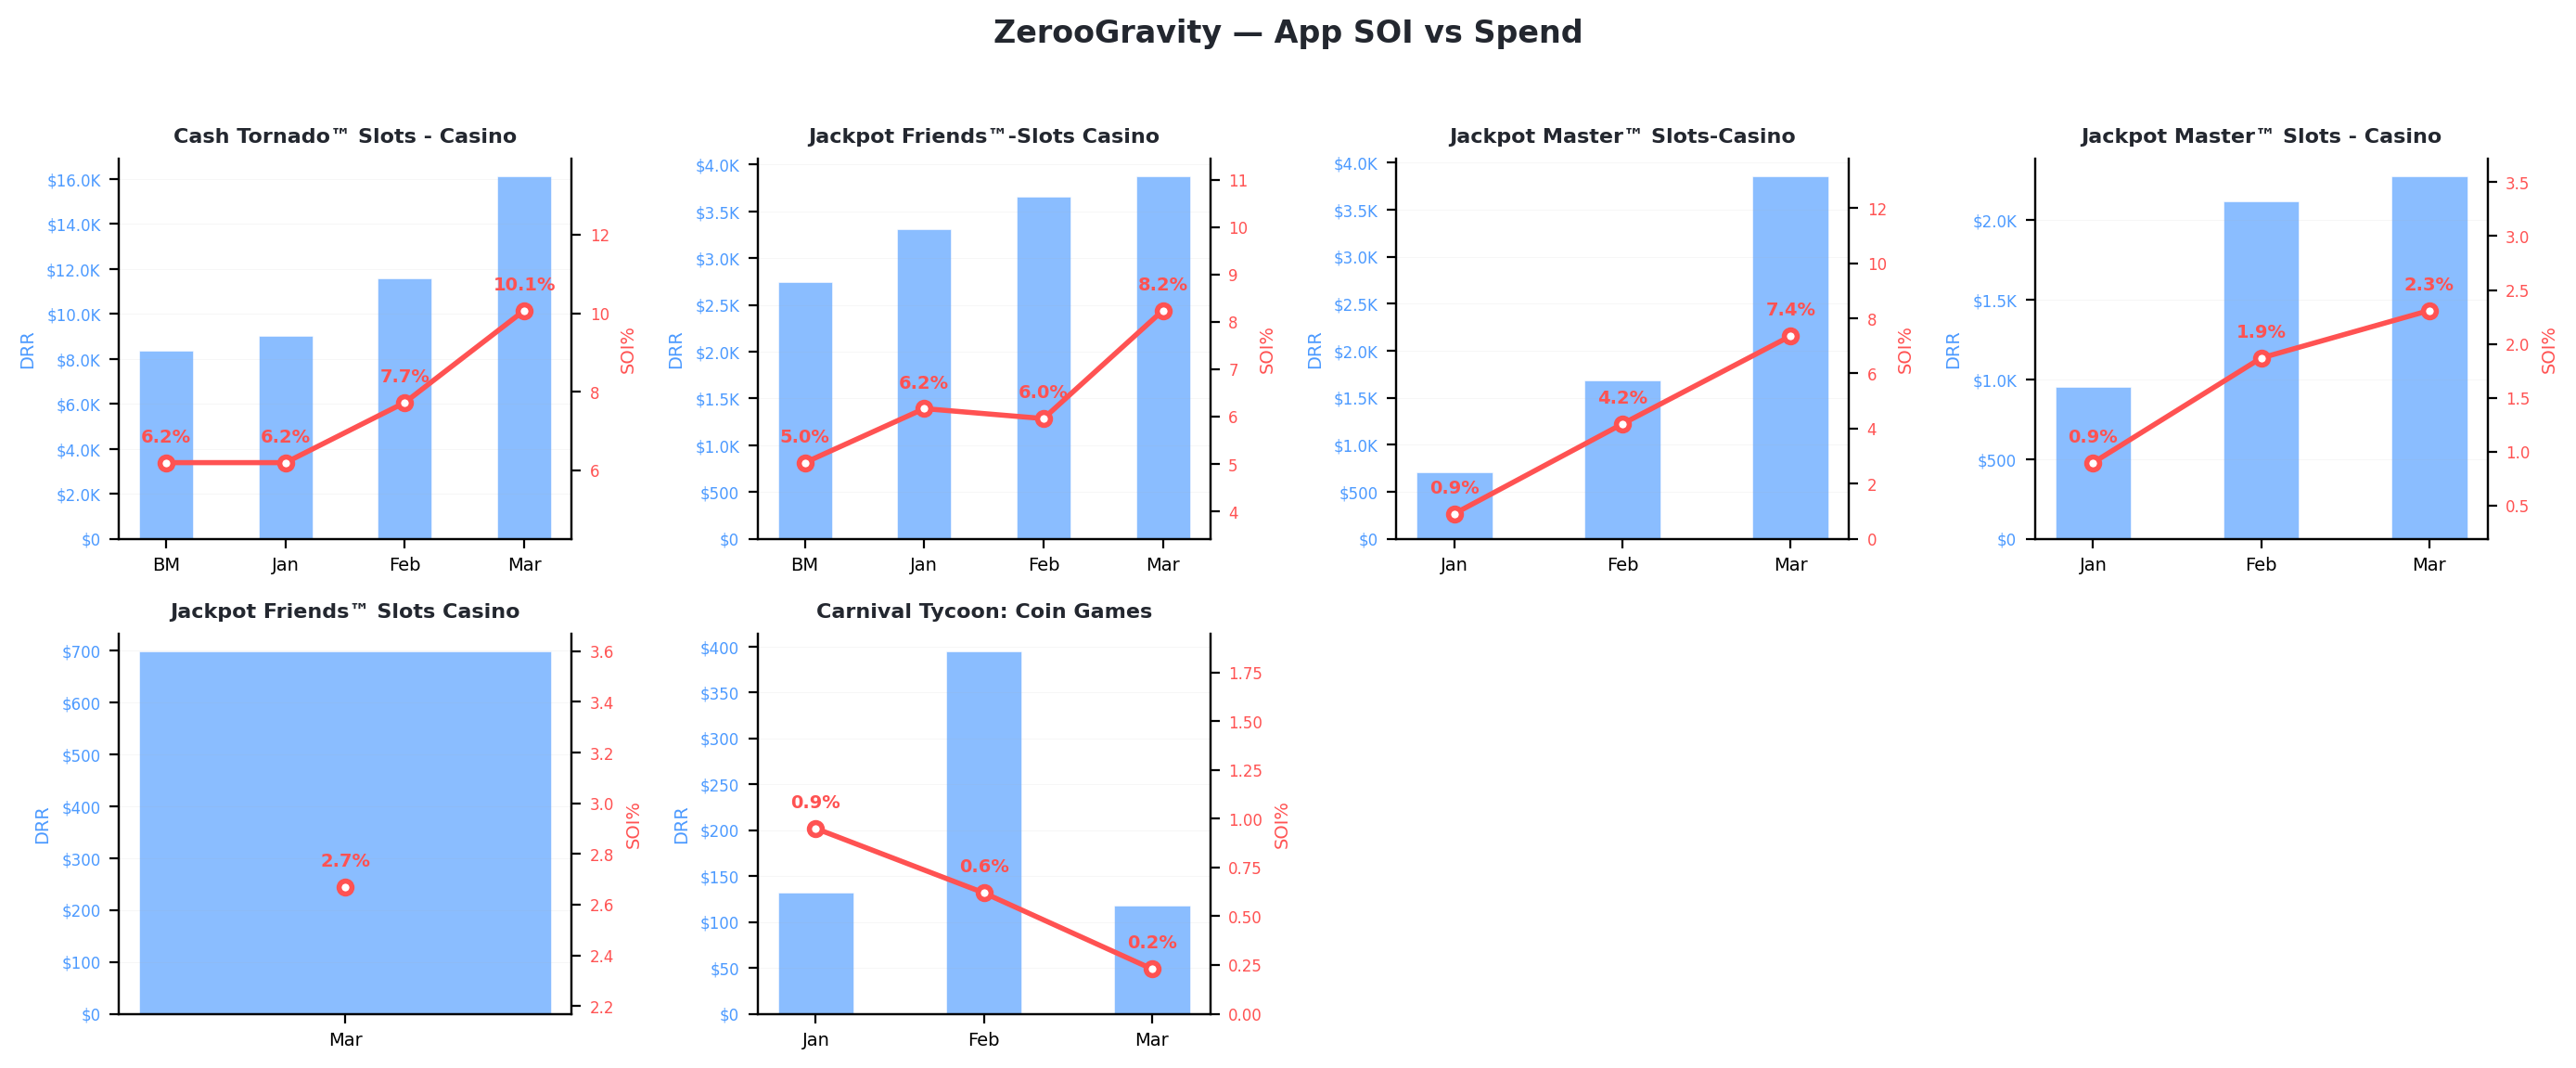 ZerooGravity — App SOI vs Spend
Cash Tornado™ Slots - Casino
$16.0K
$14.0K
$12.0K
$10.0K
$8.0K
$6.0K
$4.0K
$2.0K
$0
DRR
6.2%
6.2%
7.7%
10.1%
12
10
8
6
SOI%
BM Jan Feb Mar
Jackpot Friends™-Slots Casino
$4.0K
$3.5K
$3.0K
$2.5K
$2.0K
$1.5K
$1.0K
$500
$0
DRR
5.0%
6.2%
6.0%
8.2%
11
10
9
8
7
6
5
4
SOI%
BM Jan Feb Mar
Jackpot Master™ Slots-Casino
$4.0K
$3.5K
$3.0K
$2.5K
$2.0K
$1.5K
$1.0K
$500
$0
DRR
0.9%
4.2%
7.4%
12
10
8
6
4
2
0
SOI%
Jan Feb Mar
Jackpot Master™ Slots - Casino
$2.0K
$1.5K
$1.0K
$500
$0
DRR
0.9%
1.9%
2.3%
3.5
3.0
2.5
2.0
1.5
1.0
0.5
SOI%
Jan Feb Mar
Jackpot Friends™ Slots Casino
$700
$600
$500
$400
$300
$200
$100
$0
DRR
2.7%
3.6
3.4
3.2
3.0
2.8
2.6
2.4
2.2
SOI%
Mar
Carnival Tycoon: Coin Games
$400
$350
$300
$250
$200
$150
$100
$50
$0
DRR
0.9%
0.6%
0.2%
1.75
1.50
1.25
1.00
0.75
0.50
0.25
0.00
SOI%
Jan Feb Mar